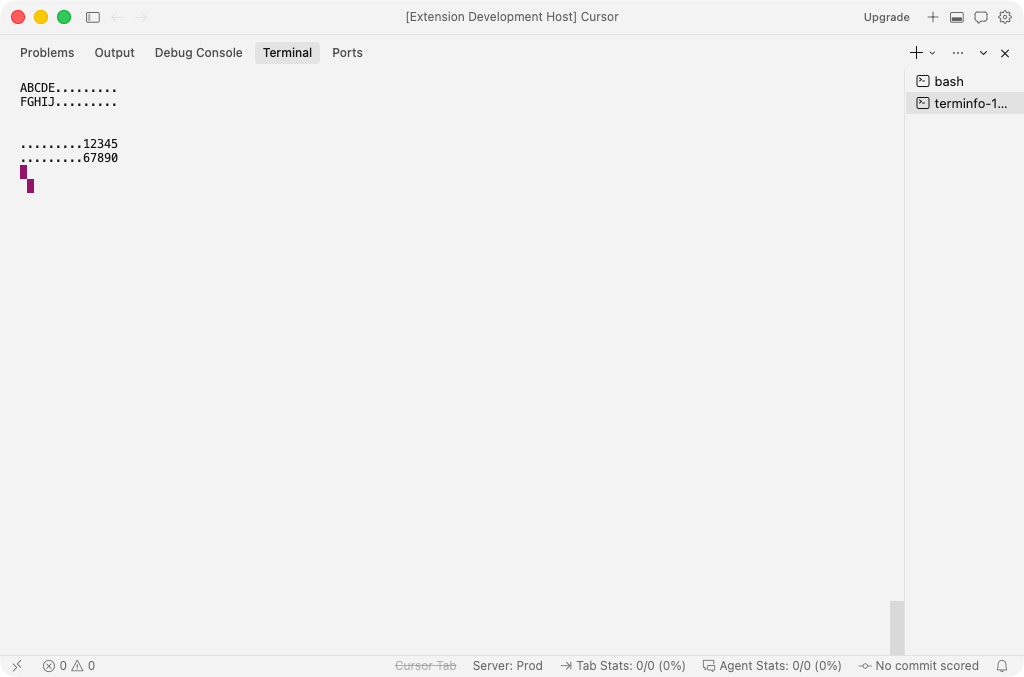 [Extension Development Host] Cursor
Upgrade
Problems Output Debug Console Terminal Ports
ABCDE.........
FGHIJ.........
.........12345
.........67890
bash
terminfo-1...
0 0 Cursor Tab Server: Prod Tab Stats: 0/0 (0%) Agent Stats: 0/0 (0%) No commit scored